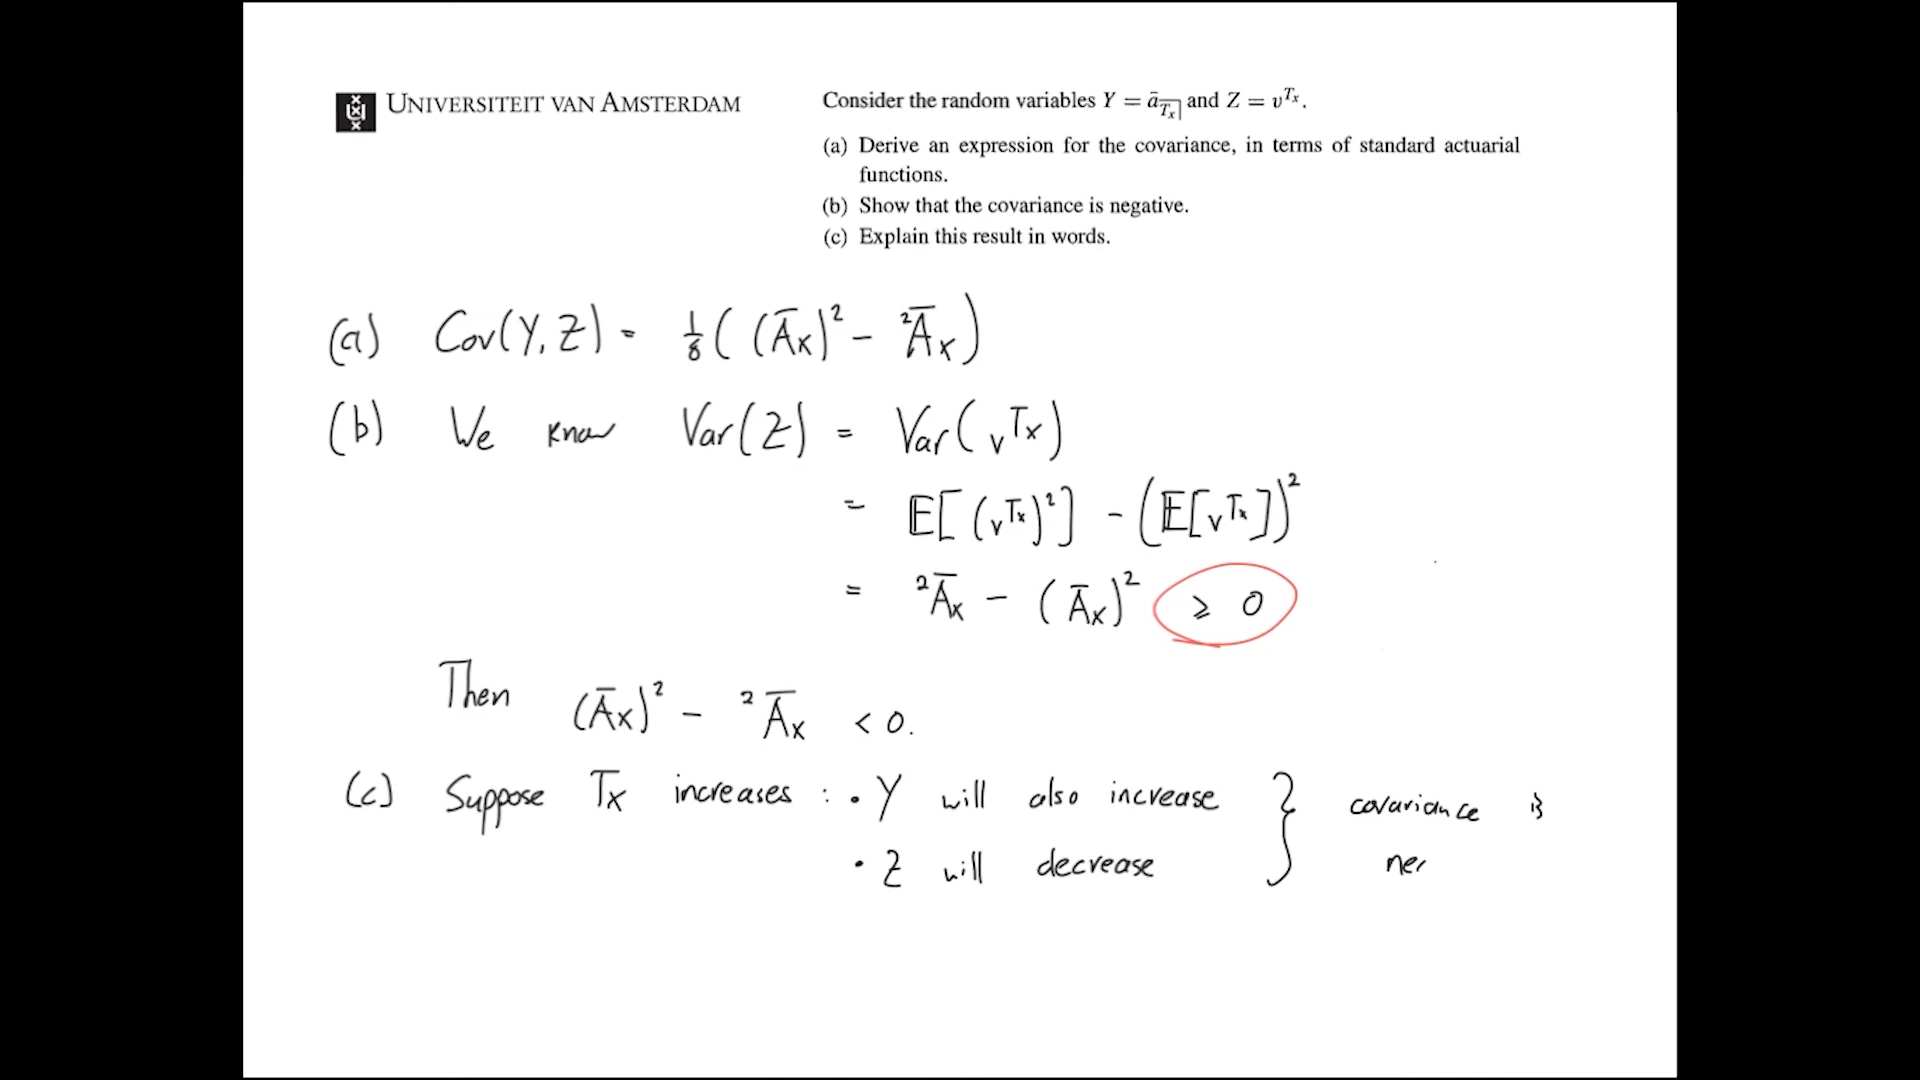 UNIVERSITEIT VAN AMSTERDAM
Consider the random variables Y = ā_{T_x|} and Z = v^{T_x}.
(a) Derive an expression for the covariance, in terms of standard actuarial
functions.
(b) Show that the covariance is negative.
(c) Explain this result in words.
(a) Cov(Y, Z) = 1/δ ( (Ā_x)² - ²Ā_x )
(b) We know Var(Z) = Var( v^{T_x} )
= 𝔼[ (v^{T_x})² ] - ( 𝔼[ v^{T_x} ] )²
= ²Ā_x - ( Ā_x )² ≥ 0
Then (Ā_x)² - ²Ā_x < 0.
(c) Suppose T_x increases : • Y will also increase } covariance is
• Z will decrease ne